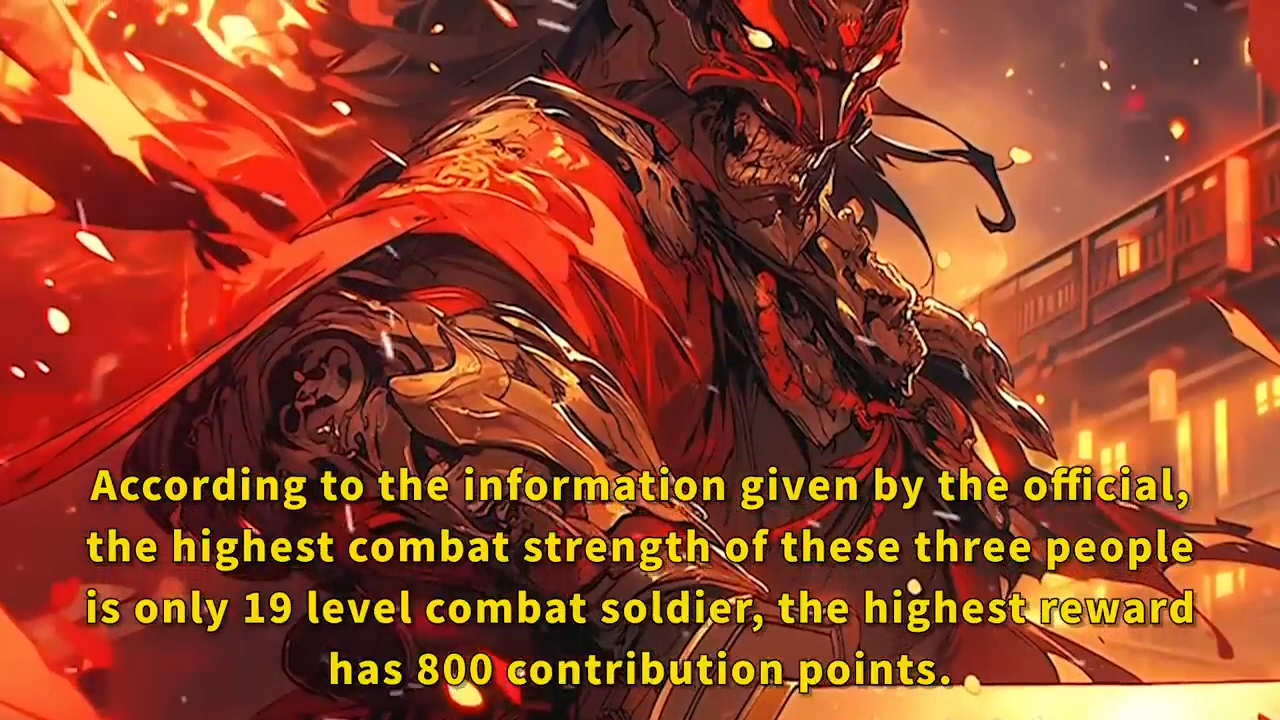 According to the information given by the official,
the highest combat strength of these three people
is only 19 level combat soldier, the highest reward
has 800 contribution points.